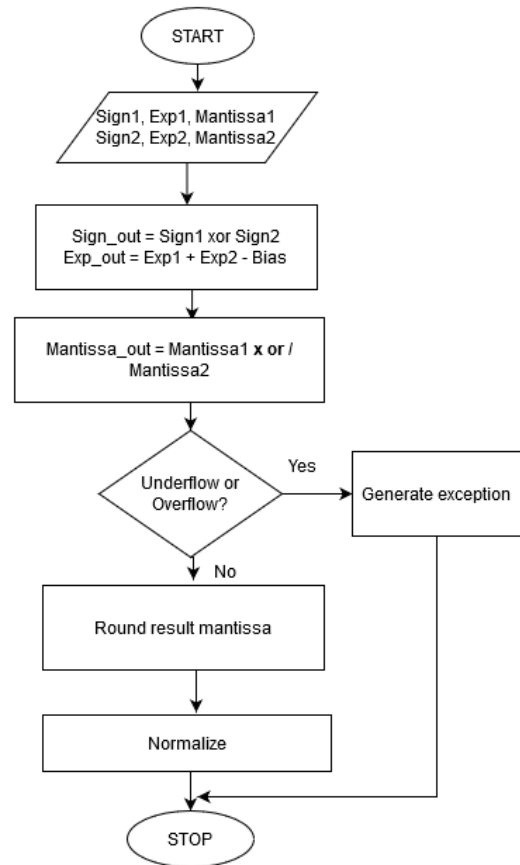 START
Sign1, Exp1, Mantissa1
Sign2, Exp2, Mantissa2
Sign_out = Sign1 xor Sign2
Exp_out = Exp1 + Exp2 - Bias
Mantissa_out = Mantissa1 x or /
Mantissa2
Underflow or
Overflow?
Yes
Generate exception
No
Round result mantissa
Normalize
STOP